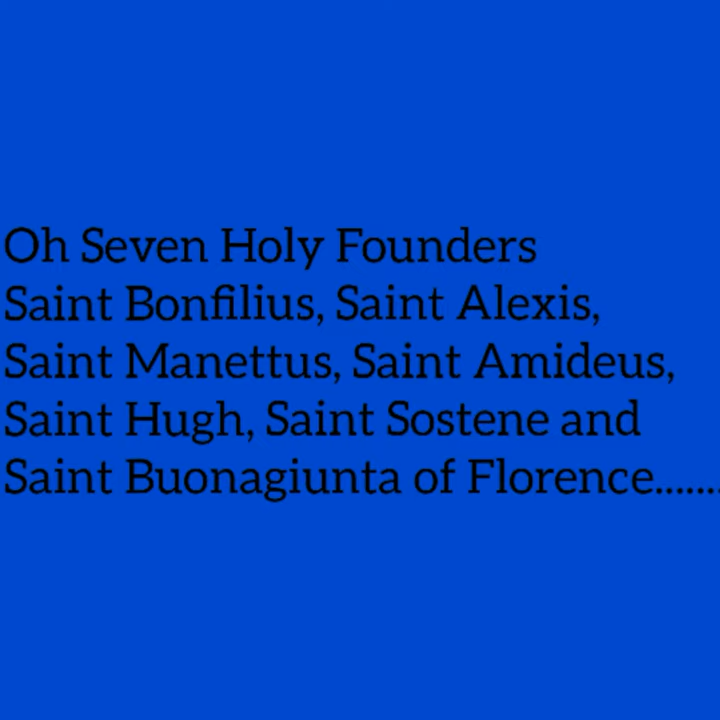 Oh Seven Holy Founders
Saint Bonfilius, Saint Alexis,
Saint Manettus, Saint Amideus,
Saint Hugh, Saint Sostene and
Saint Buonagiunta of Florence.......